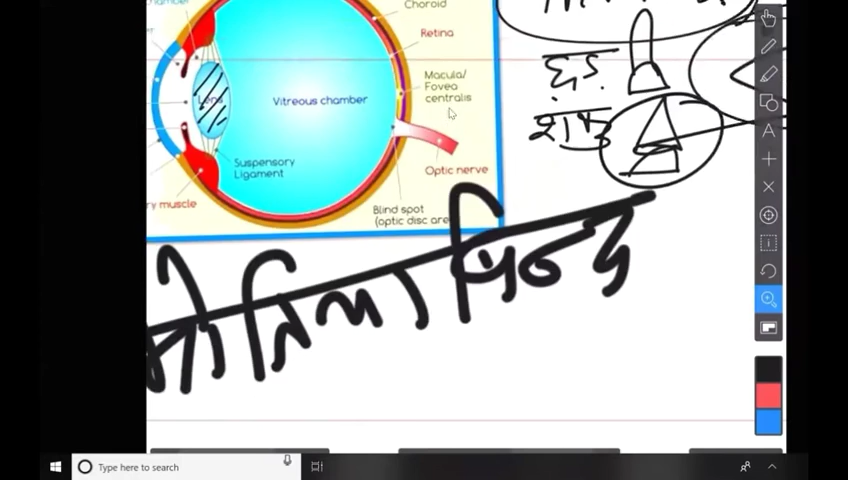 Choroid
Retina
Macula/
Fovea
centralis
Lens
Vitreous chamber
Suspensory
Ligament
Optic nerve
ry muscle
Blind spot
(optic disc are
मोतियाबिन्द
Type here to search